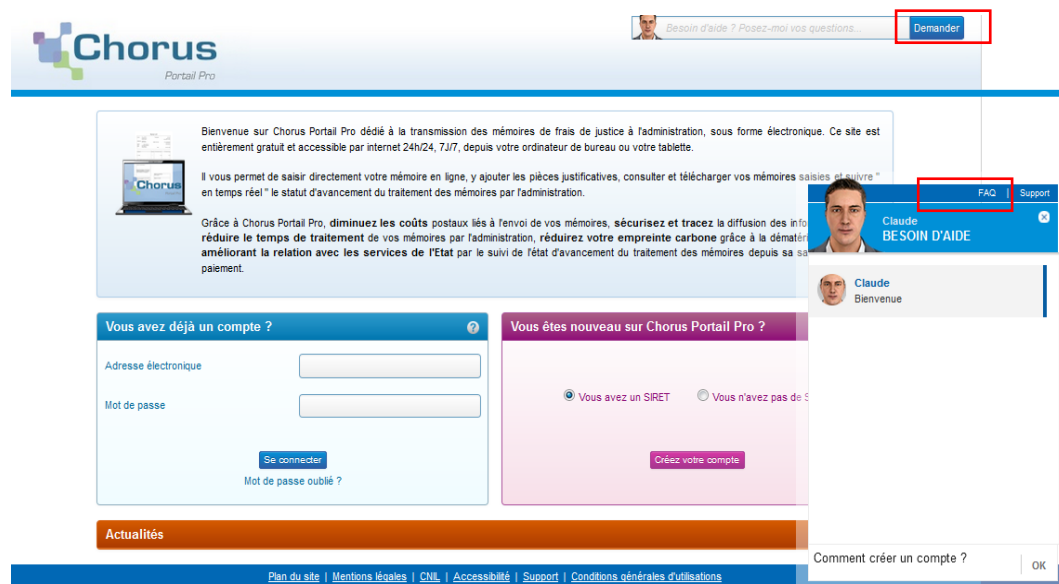 Chorus
Portail Pro
Besoin d'aide ? Posez-moi vos questions...
Demander
Bienvenue sur Chorus Portail Pro dédié à la transmission des mémoires de frais de justice à l'administration, sous forme électronique. Ce site est
entièrement gratuit et accessible par internet 24h/24, 7J/7, depuis votre ordinateur de bureau ou votre tablette.
Il vous permet de saisir directement votre mémoire en ligne, y ajouter les pièces justificatives, consulter et télécharger vos mémoires saisies et suivre "
en temps réel " le statut d'avancement du traitement des mémoires par l'administration.
Grâce à Chorus Portail Pro, diminuez les coûts postaux liés à l'envoi de vos mémoires, sécurisez et tracez la diffusion des info
réduire le temps de traitement de vos mémoires par l'administration, réduirez votre empreinte carbone grâce à la dématéri
améliorant la relation avec les services de l'Etat par le suivi de l'état d'avancement du traitement des mémoires depuis sa sa
paiement.
Chorus
Vous avez déjà un compte ?
Adresse électronique
Mot de passe
Se connecter
Mot de passe oublié ?
Vous êtes nouveau sur Chorus Portail Pro ?
Vous avez un SIRET
Vous n'avez pas de S
Créez votre compte
FAQ | Support
Claude
BESOIN D'AIDE
Claude
Bienvenue
Comment créer un compte ?
OK
Actualités
Plan du site | Mentions légales | CNIL | Accessibilité | Support | Conditions générales d'utilisations